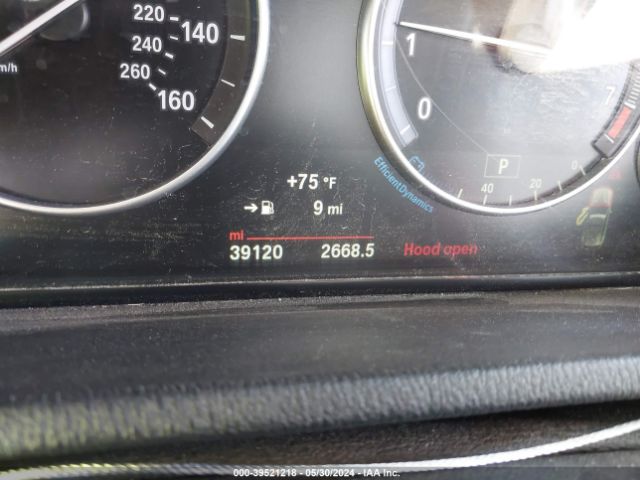 220
140
240
m/h
260
160
1
0
7
P
40
20
0
EfficientDynamics
+75 °F
9 mi
mi
39120
2668.5
Hood open
000-39521218 - 05/30/2024 - IAA Inc.